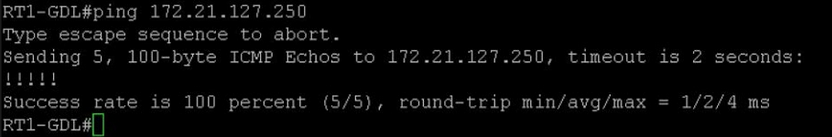 RT1-GDL#ping 172.21.127.250
Type escape sequence to abort.
Sending 5, 100-byte ICMP Echos to 172.21.127.250, timeout is 2 seconds:
!!!!!
Success rate is 100 percent (5/5), round-trip min/avg/max = 1/2/4 ms
RT1-GDL#